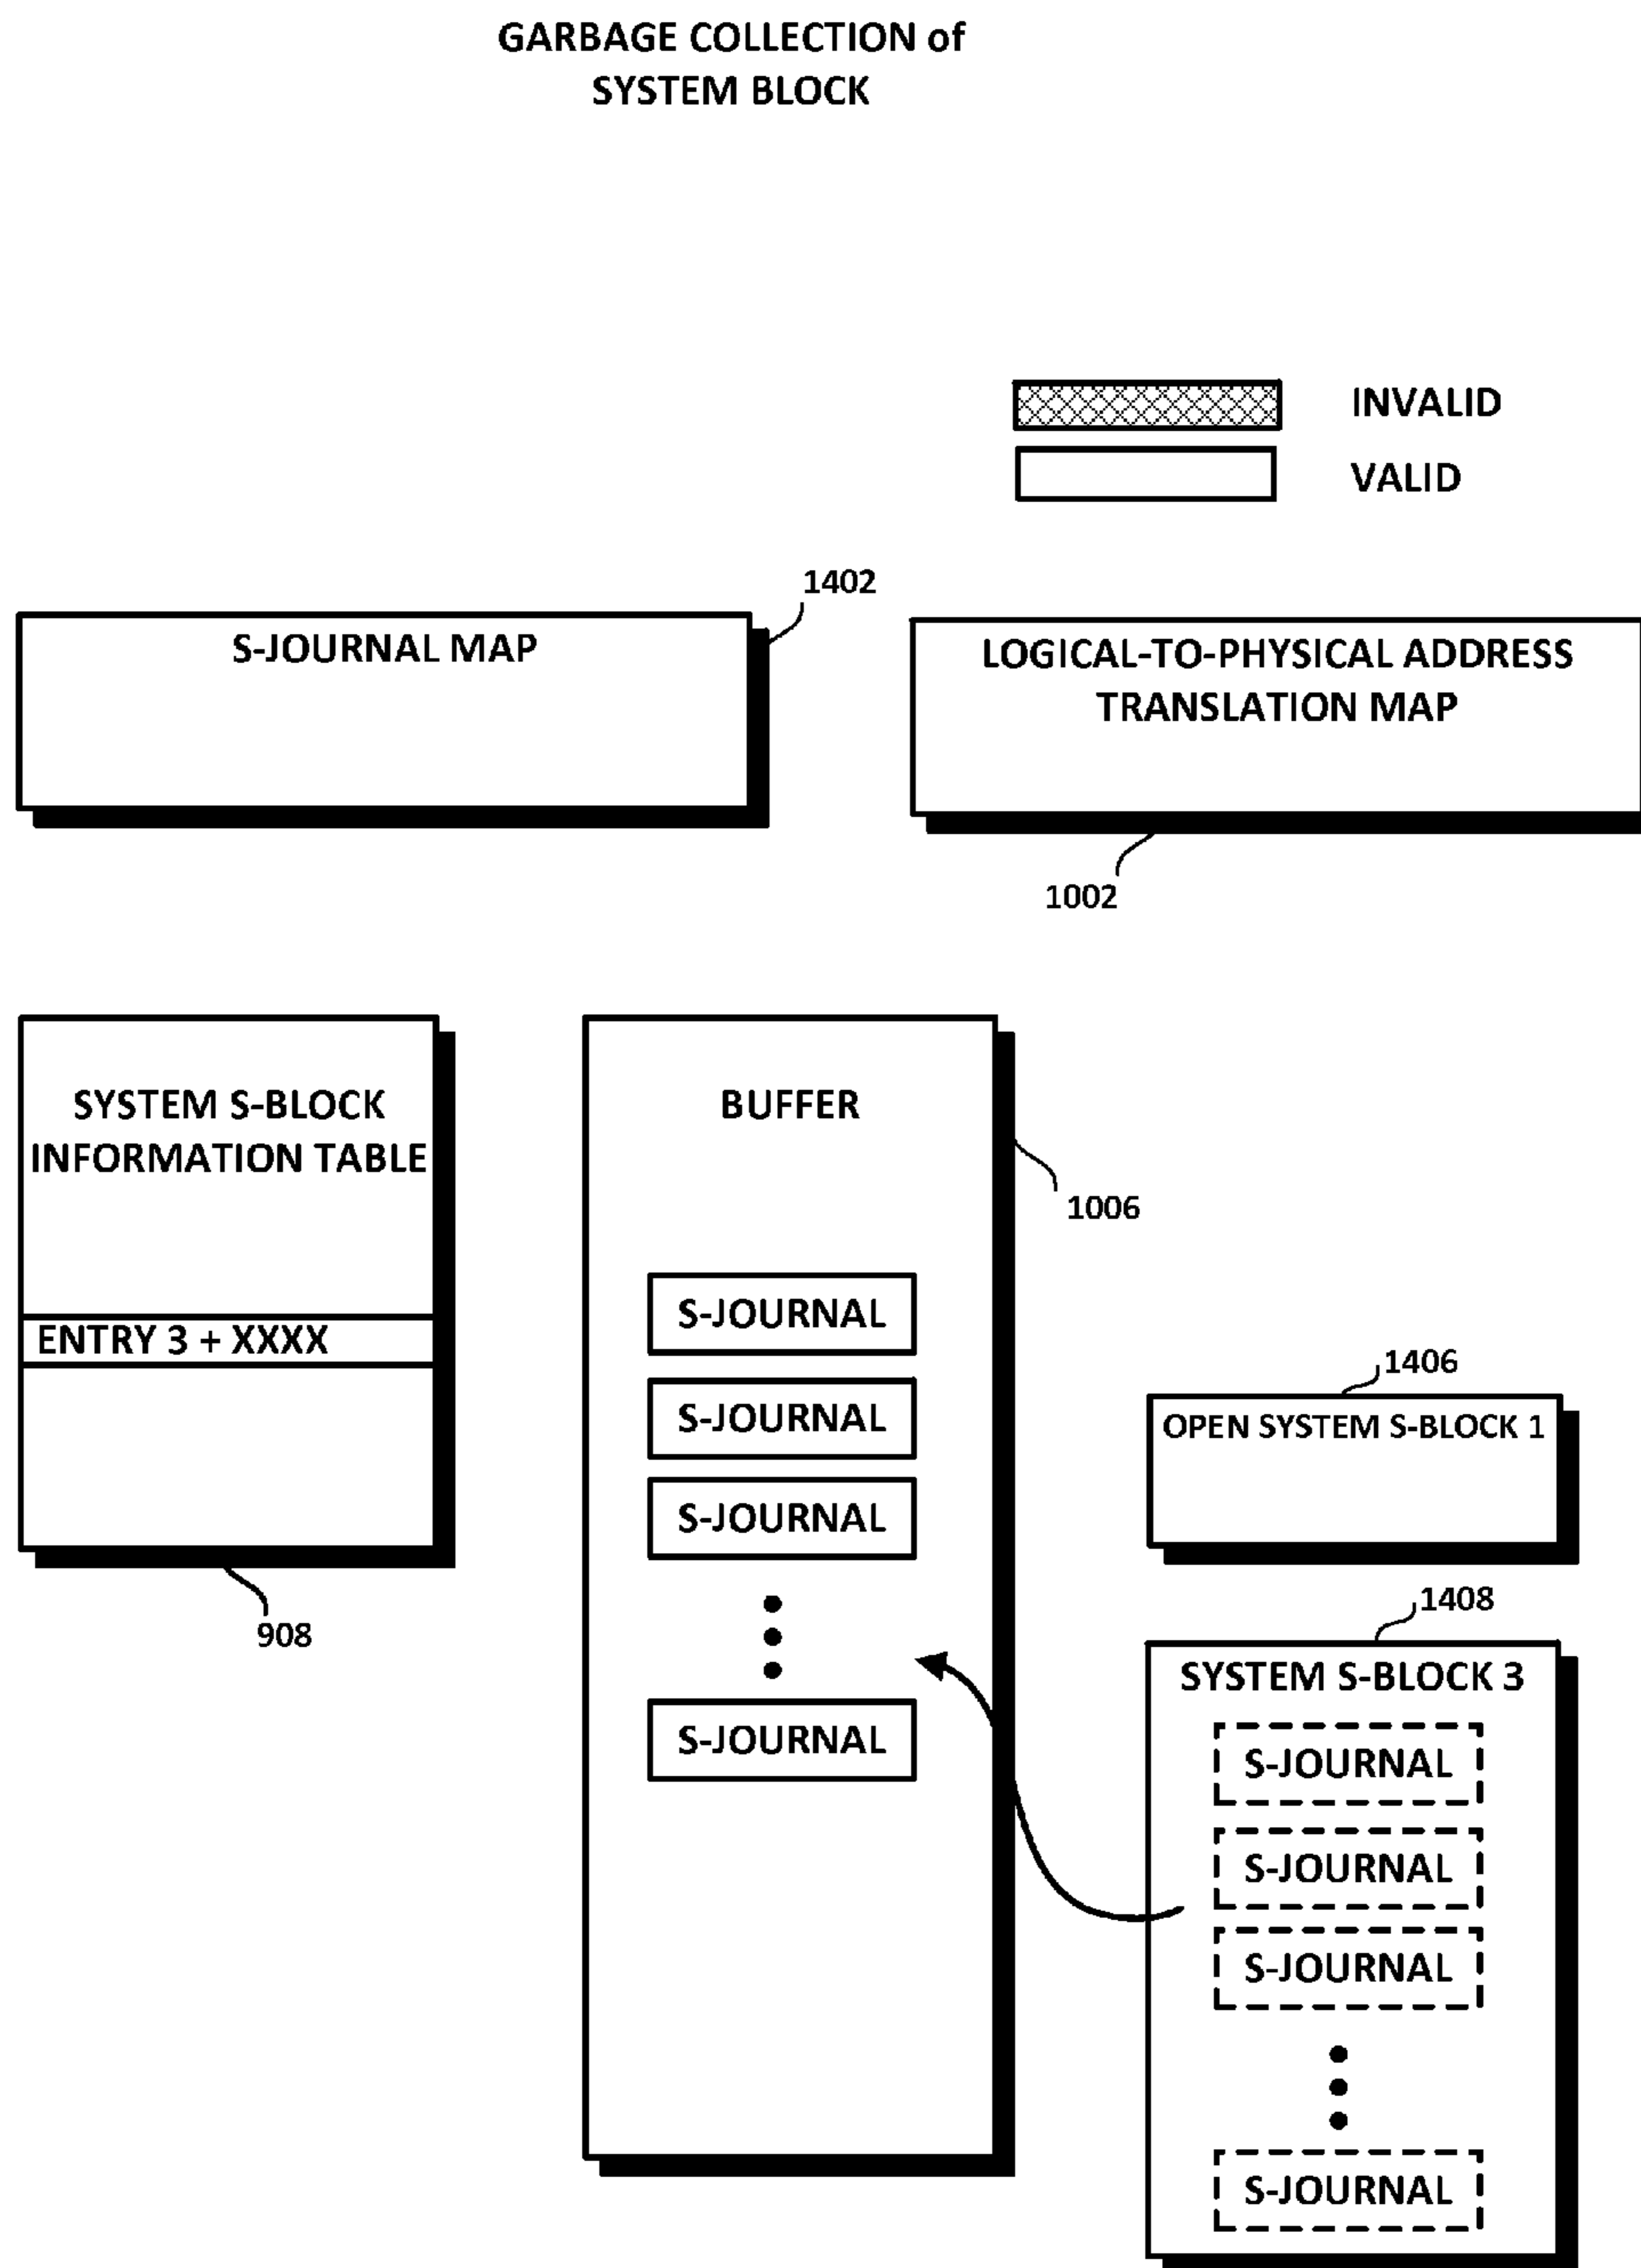 GARBAGE COLLECTION of
SYSTEM BLOCK
INVALID
VALID
1402
S-JOURNAL MAP
LOGICAL-TO-PHYSICAL ADDRESS
TRANSLATION MAP
1002
SYSTEM S-BLOCK
INFORMATION TABLE
ENTRY 3 + XXXX
908
BUFFER
1006
S-JOURNAL
S-JOURNAL
S-JOURNAL
S-JOURNAL
1406
OPEN SYSTEM S-BLOCK 1
1408
SYSTEM S-BLOCK 3
S-JOURNAL
S-JOURNAL
S-JOURNAL
S-JOURNAL